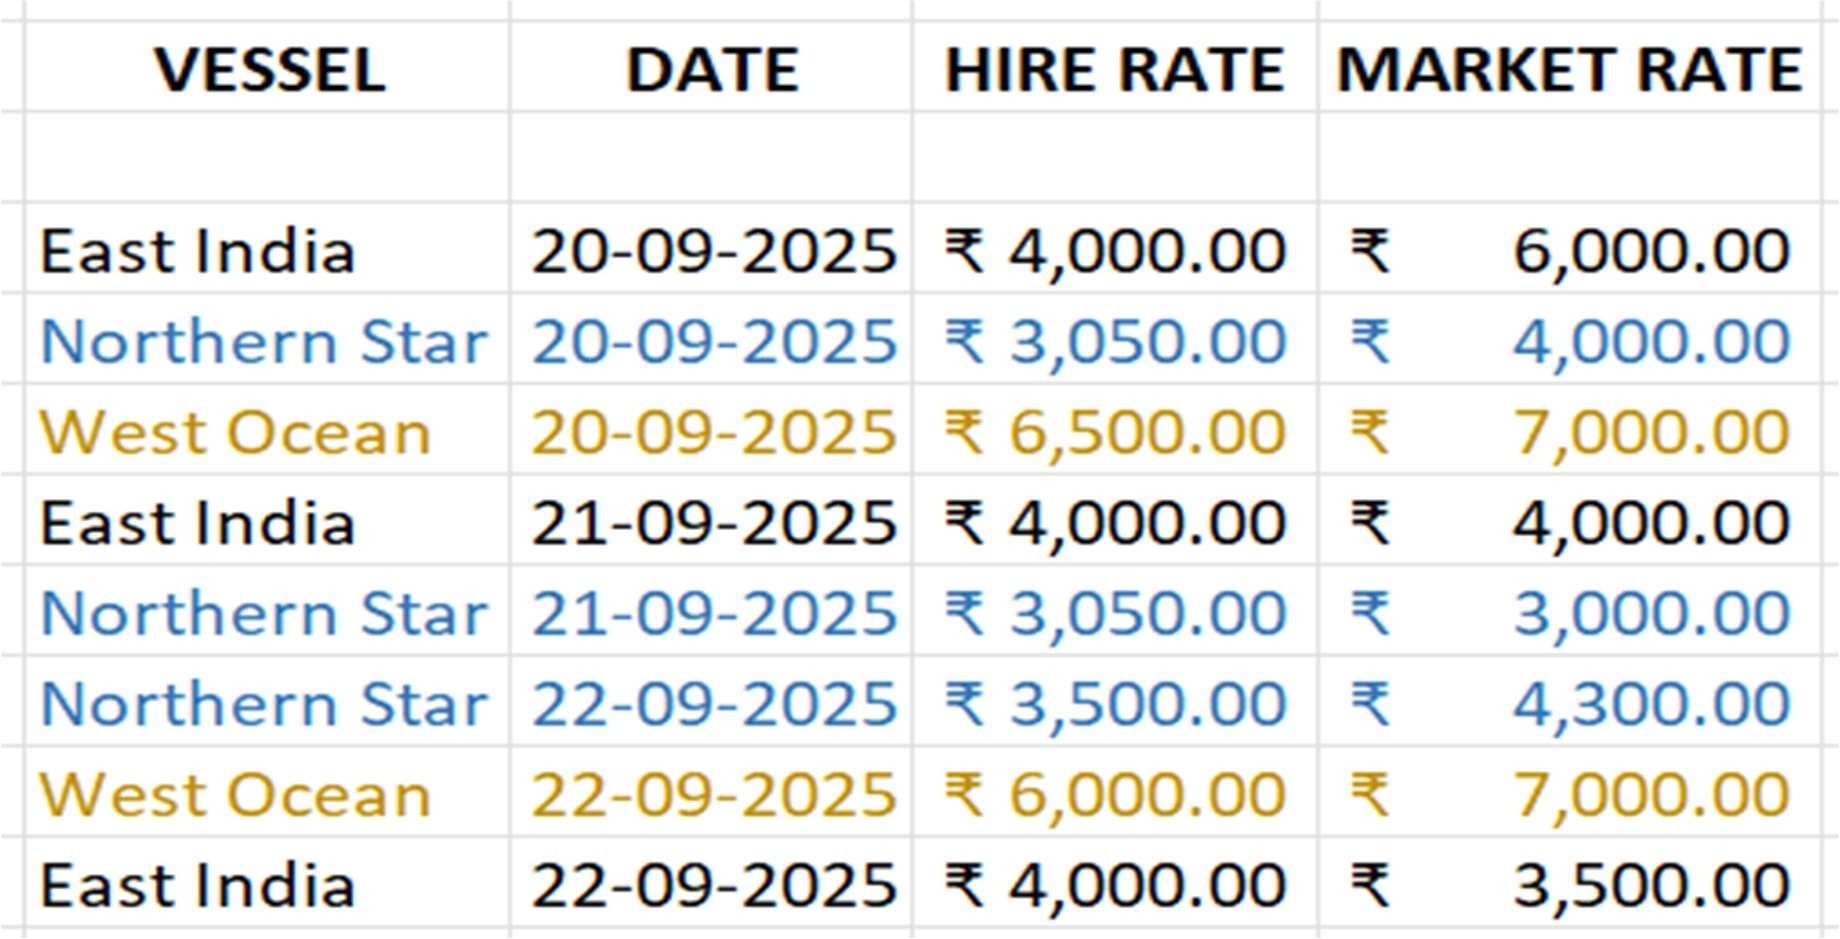 VESSEL DATE HIRE RATE MARKET RATE
East India 20-09-2025 ₹ 4,000.00 ₹ 6,000.00
Northern Star 20-09-2025 ₹ 3,050.00 ₹ 4,000.00
West Ocean 20-09-2025 ₹ 6,500.00 ₹ 7,000.00
East India 21-09-2025 ₹ 4,000.00 ₹ 4,000.00
Northern Star 21-09-2025 ₹ 3,050.00 ₹ 3,000.00
Northern Star 22-09-2025 ₹ 3,500.00 ₹ 4,300.00
West Ocean 22-09-2025 ₹ 6,000.00 ₹ 7,000.00
East India 22-09-2025 ₹ 4,000.00 ₹ 3,500.00